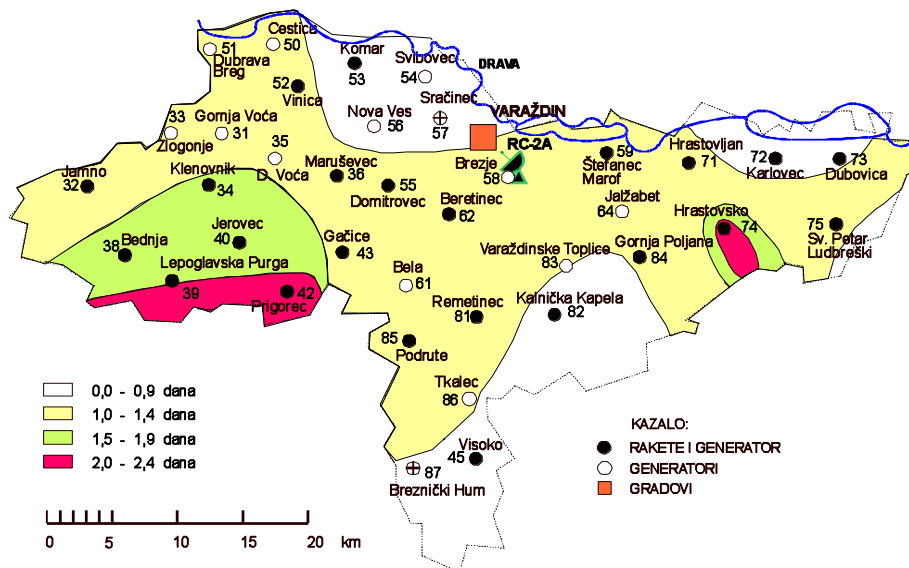 Cestica
50
51
Dubrava
Breg
Komar
53
Svibovec
54
DRAVA
52
Vinica
Sračinec
57
Nova Ves
56
VARAŽDIN
33
Zlogonje
Gornja Voća
31
35
D. Voća
RC-2A
Brezje
58
59
Štefanec
Marof
Hrastovljan
71
72
Karlovec
73
Dubovica
Jamno
32
Klenovnik
34
Maruševec
36
55
Domitrovec
Beretinec
62
Jalžabet
64
Hrastovsko
74
75
Sv. Petar
Ludbreški
38
Bednja
Jerovec
40
Gačice
43
Varaždinske Toplice
83
Gornja Poljana
84
Lepoglavska Purga
39
42
Prigorec
Bela
61
Remetinec
81
Kalnička Kapela
82
85
Podrute
Tkalec
86
Visoko
45
87
Breznički Hum
0,0 - 0,9 dana
1,0 - 1,4 dana
1,5 - 1,9 dana
2,0 - 2,4 dana
KAZALO:
RAKETE I GENERATOR
GENERATORI
GRADOVI
0 5 10 15 20 km